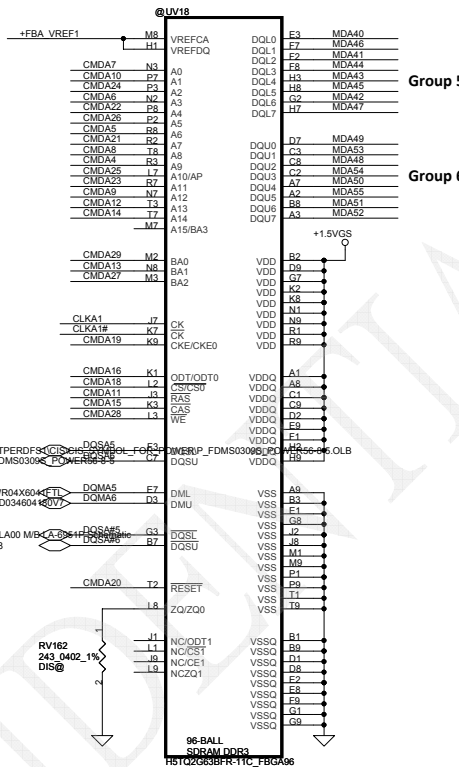 @UV18
+FBA_VREF1 M8 VREFCA DQL0 E3 MDA40
H1 VREFDQ DQL1 F7 MDA46
DQL2 F2 MDA41
CMDA7 N3 A0 DQL3 F8 MDA44
CMDA10 P7 A1 DQL4 H3 MDA43
CMDA24 P3 A2 DQL5 H8 MDA45
CMDA6 N2 A3 DQL6 G2 MDA42
CMDA22 P8 A4 DQL7 H7 MDA47
Group 5
CMDA26 P2 A5
CMDA5 R8 A6
CMDA21 R2 A7 DQU0 D7 MDA49
CMDA8 T8 A8 DQU1 C3 MDA53
CMDA4 R3 A9 DQU2 C8 MDA48
CMDA25 L7 A10/AP DQU3 C2 MDA54
CMDA23 R7 A11 DQU4 A7 MDA50
CMDA9 N7 A12 DQU5 A2 MDA55
CMDA12 T3 A13 DQU6 B8 MDA51
CMDA14 T7 A14 DQU7 A3 MDA52
Group 6
M7 A15/BA3
+1.5VGS
CMDA29 M2 BA0 VDD B2
CMDA13 N8 BA1 VDD D9
CMDA27 M3 BA2 VDD G7
VDD K2
VDD K8
VDD N1
CLKA1 J7 CK VDD N9
CLKA1# K7 CK VDD R1
CMDA19 K9 CKE/CKE0 VDD R9
CMDA16 K1 ODT/ODT0 VDDQ A1
CMDA18 L2 CS/CS0 VDDQ A8
CMDA11 J3 RAS VDDQ C1
CMDA15 K3 CAS VDDQ C9
CMDA28 L3 WE VDDQ D2
VDDQ E9
VDDQ F1
DQSA5 F3 VDDQ H2
C7 DQSU VDDQ H9
DQMA5 E7 DML VSS A9
DQMA6 D3 DMU VSS B3
VSS E1
VSS G8
DQSA#5 G3 DQSL VSS J2
DQSA#6 B7 DQSU VSS J8
VSS M1
VSS M9
VSS P1
CMDA20 T2 RESET VSS P9
VSS T1
L8 ZQ/ZQ0 VSS T9
1
J1 NC/ODT1 VSSQ B1
RV162 L1 NC/CS1 VSSQ B9
243_0402_1% J9 NC/CE1 VSSQ D1
DIS@ L9 NCZQ1 VSSQ D8
2 VSSQ E2
VSSQ E8
VSSQ F9
VSSQ G1
VSSQ G9
96-BALL
SDRAM DDR3
H5TQ2G63BFR-11C_FBGA96